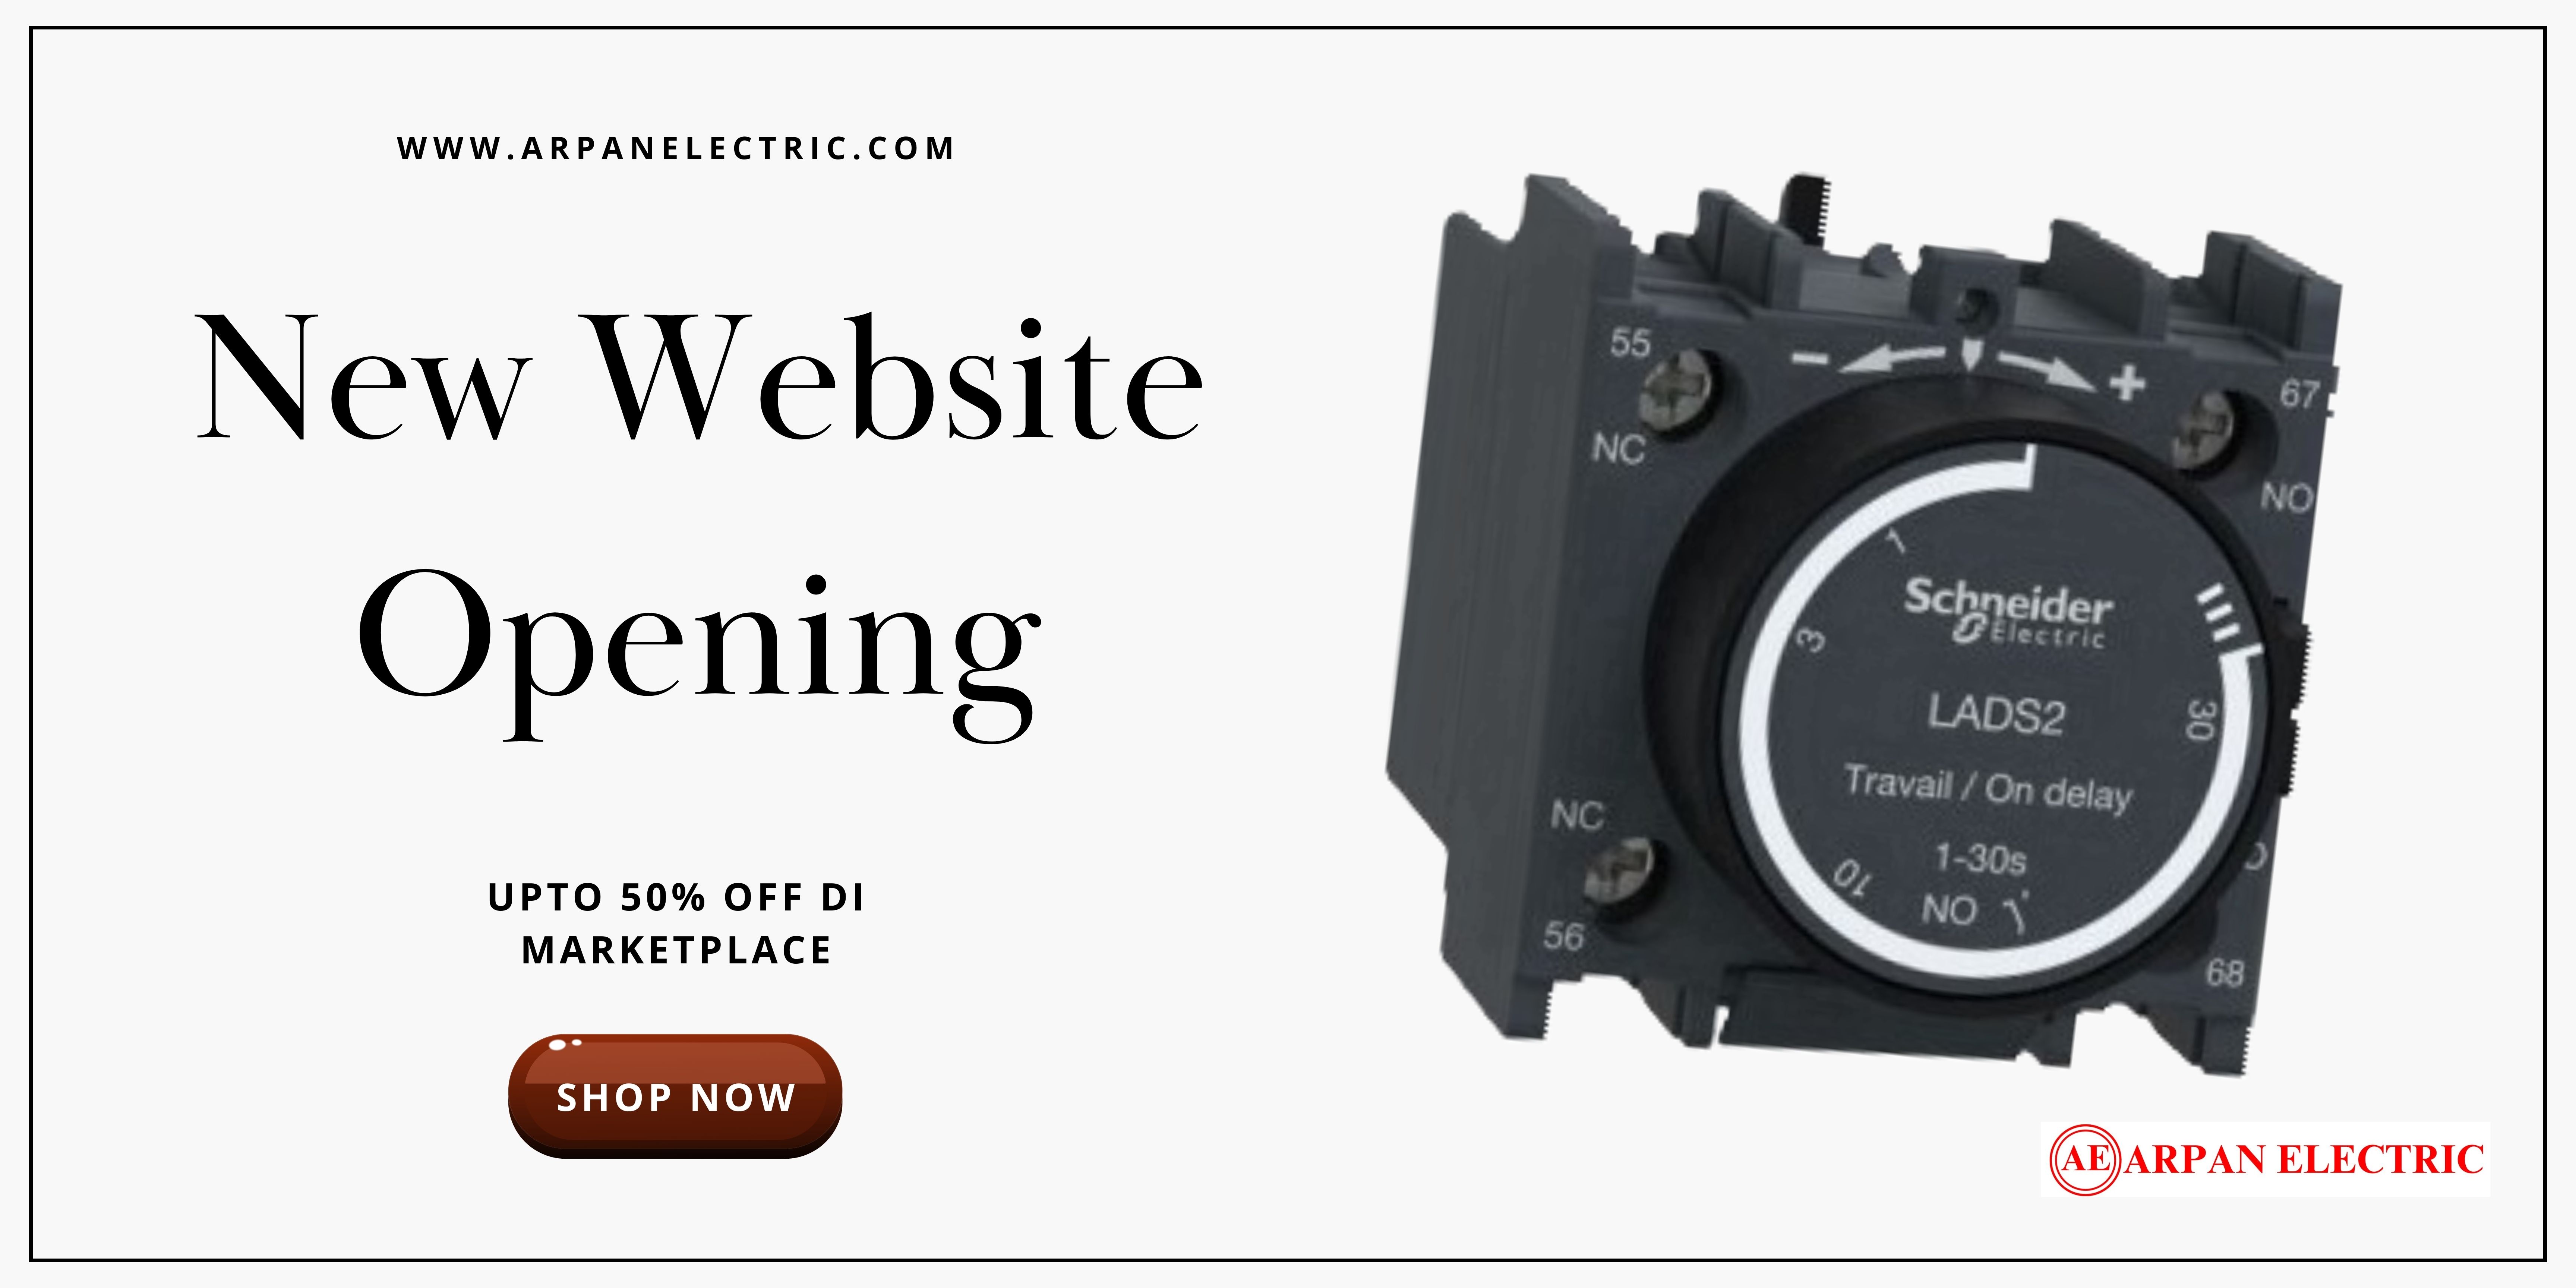 WWW.ARPANELECTRIC.COM
New Website
Opening
UPTO 50% OFF DI
MARKETPLACE
SHOP NOW
55
NC
67
NO
1
3
10
30
Schneider
Electric
LADS2
Travail / On delay
1-30s
NO
NC
56
68
AE ARPAN ELECTRIC